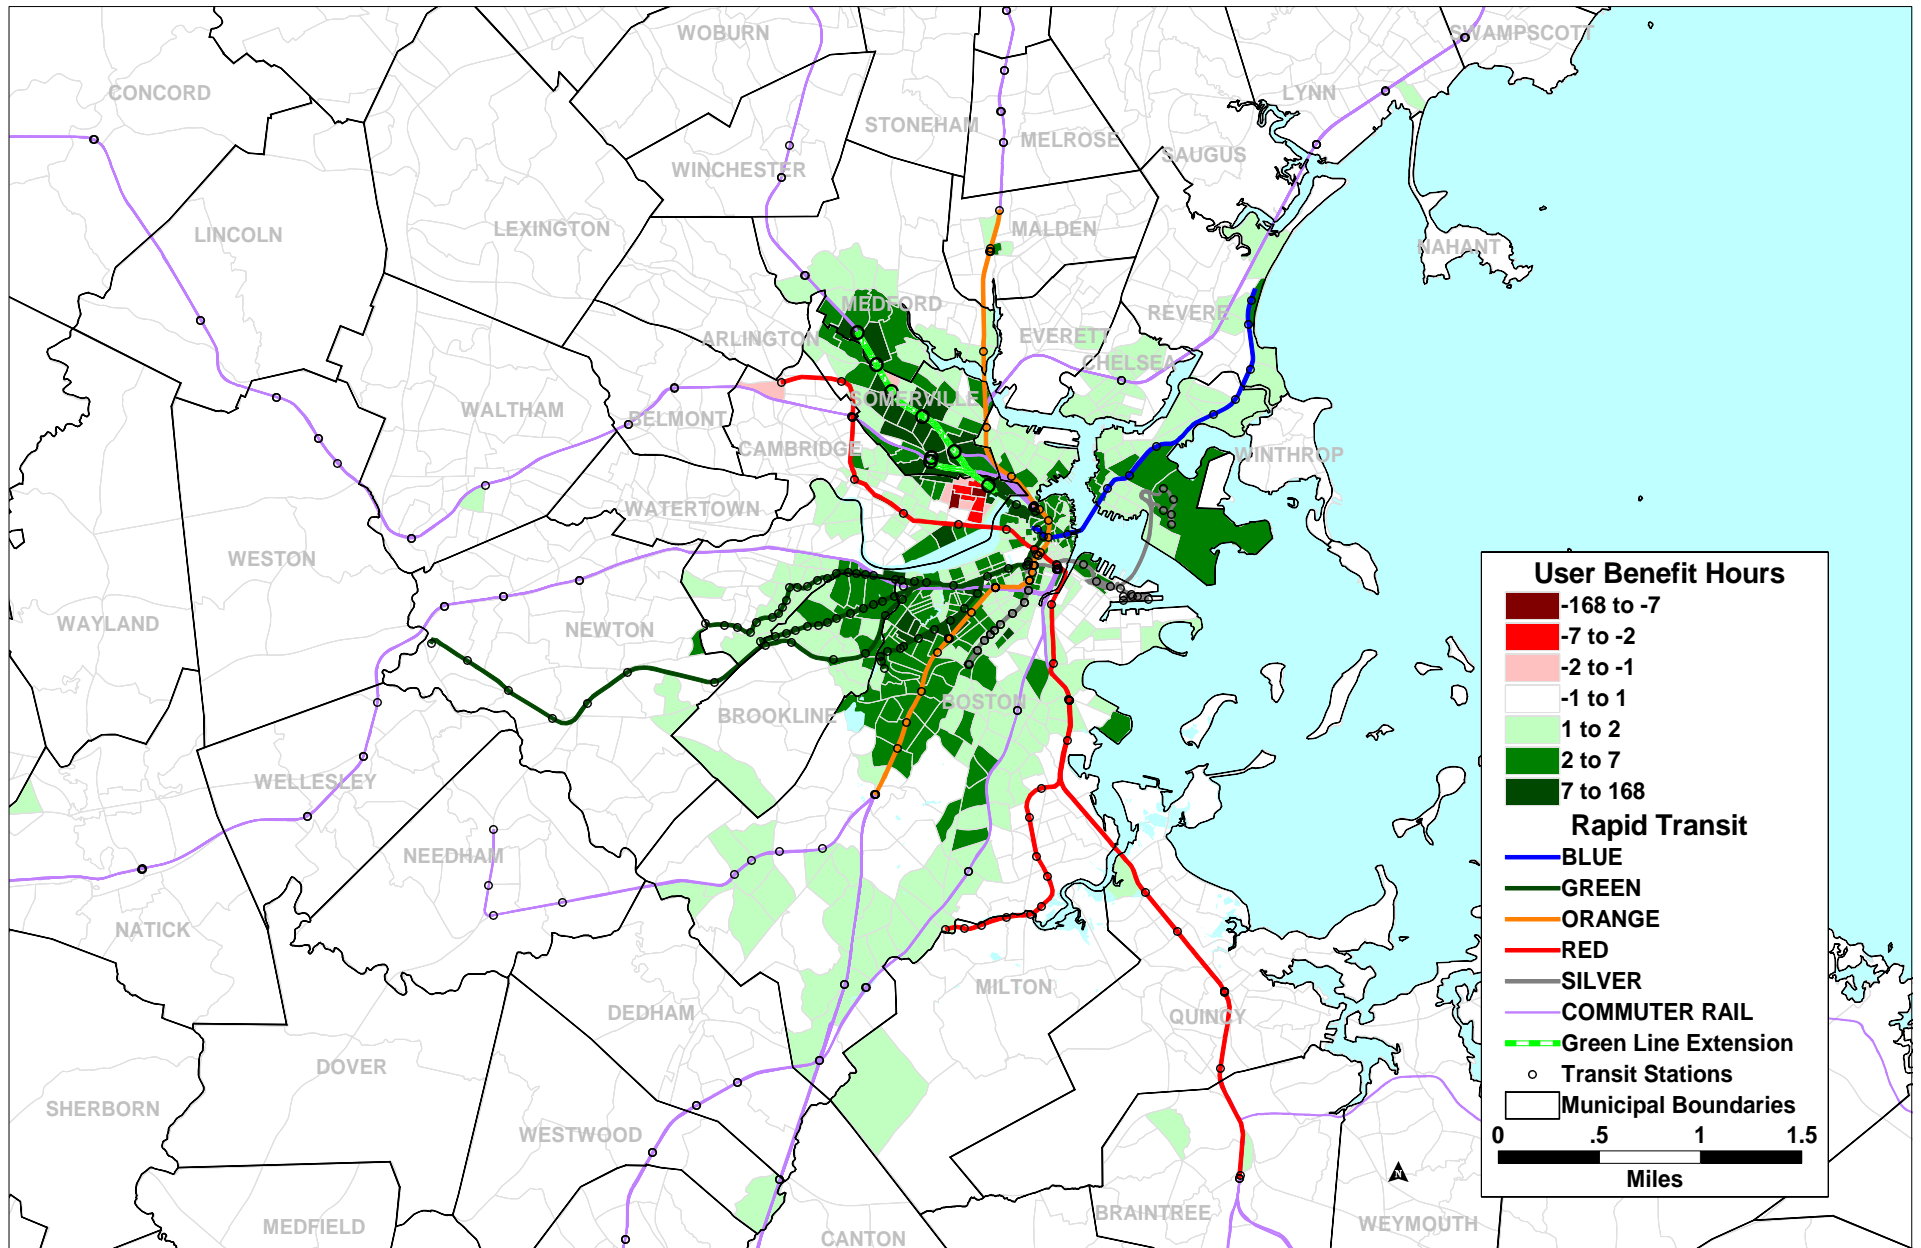 WOBURN
SWAMPSCOTT
CONCORD
LYNN
STONEHAM
MELROSE
SAUGUS
WINCHESTER
LINCOLN
LEXINGTON
MALDEN
NAHANT
MEDFORD
REVERE
ARLINGTON
EVERETT
CHELSEA
SOMERVILLE
WALTHAM
BELMONT
CAMBRIDGE
WINTHROP
WATERTOWN
WESTON
WAYLAND
NEWTON
BROOKLINE
BOSTON
WELLESLEY
NEEDHAM
NATICK
MILTON
DEDHAM
QUINCY
DOVER
SHERBORN
WESTWOOD
MEDFIELD
CANTON
BRAINTREE
WEYMOUTH
User Benefit Hours
-168 to -7
-7 to -2
-2 to -1
-1 to 1
1 to 2
2 to 7
7 to 168
Rapid Transit
BLUE
GREEN
ORANGE
RED
SILVER
COMMUTER RAIL
Green Line Extension
Transit Stations
Municipal Boundaries
0 .5 1 1.5
Miles
N